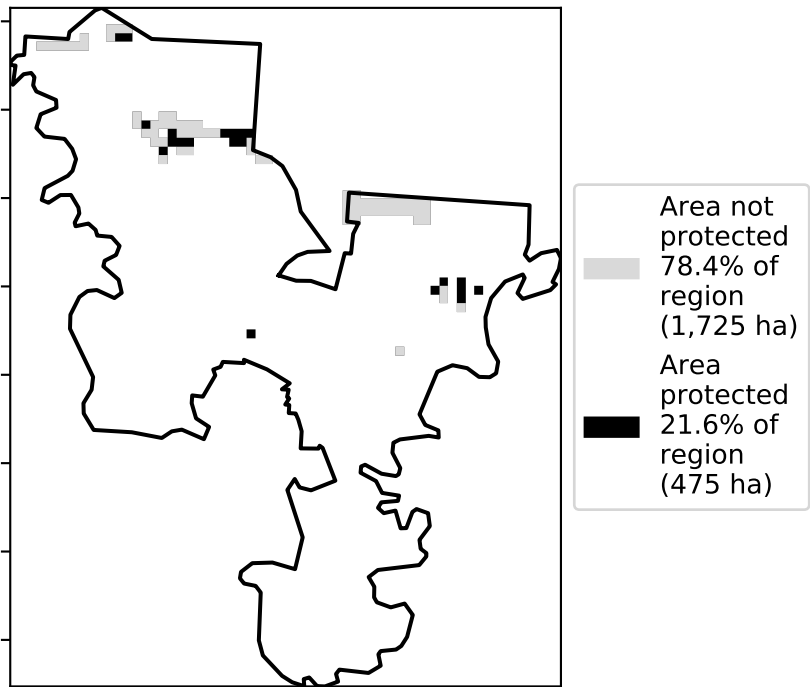 Area not
protected
78.4% of
region
(1,725 ha)
Area
protected
21.6% of
region
(475 ha)